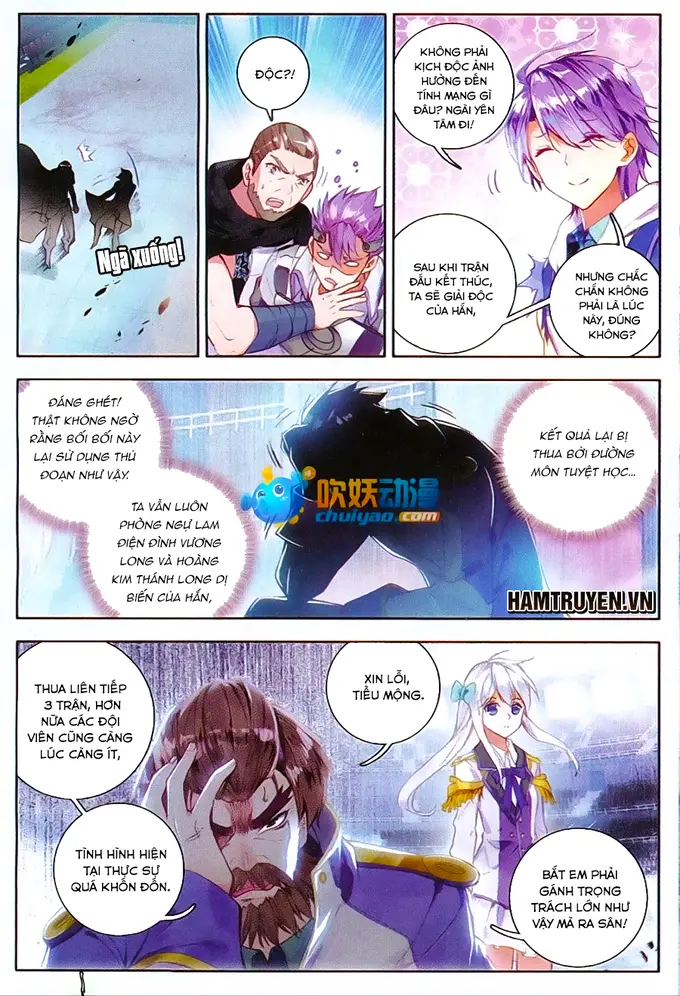 Ngã xuống!
ĐỘC?!
KHÔNG PHẢI
KỊCH ĐỘC ẢNH
HƯỞNG ĐẾN
TÍNH MẠNG GÌ
ĐÂU? NGÀI YÊN
TÂM ĐI!
SAU KHI TRẬN
ĐẤU KẾT THÚC,
TA SẼ GIẢI ĐỘC
CỦA HẮN,
NHƯNG CHẮC
CHẮN KHÔNG
PHẢI LÀ LÚC
NÀY, ĐÚNG
KHÔNG?
ĐÁNG GHÉT!
THẬT KHÔNG NGỜ
RẰNG BỐI BỐI NÀY
LẠI SỬ DỤNG THỦ
ĐOẠN NHƯ VẬY.
TA VẪN LUÔN
PHÒNG NGỰ LAM
ĐIỆN ĐÌNH VƯƠNG
LONG VÀ HOÀNG
KIM THÁNH LONG DỊ
BIẾN CỦA HẮN,
KẾT QUẢ LẠI BỊ
THUA BỞI ĐƯỜNG
MÔN TUYỆT HỌC...
吹妖动漫
chuiyao.com
HAMTRUYEN.VN
THUA LIÊN TIẾP
3 TRẬN, HƠN
NỮA CÁC ĐỘI
VIÊN CŨNG CÀNG
LÚC CÀNG ÍT,
TÌNH HÌNH HIỆN
TẠI THỰC SỰ
QUÁ KHỐN ĐỐN.
XIN LỖI,
TIỂU MỘNG.
BẮT EM PHẢI
GÁNH TRỌNG
TRÁCH LỚN NHƯ
VẬY MÀ RA SÂN!